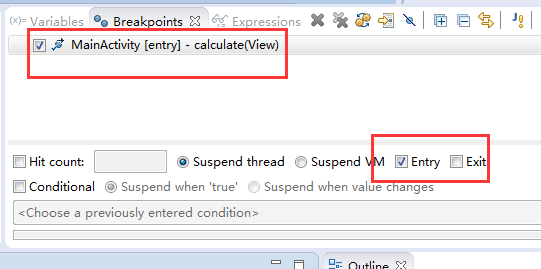 (x)= Variables Breakpoints Expressions
MainActivity [entry] - calculate(View)
Hit count: Suspend thread Suspend VM Entry Exit
Conditional Suspend when 'true' Suspend when value changes
<Choose a previously entered condition>
Outline